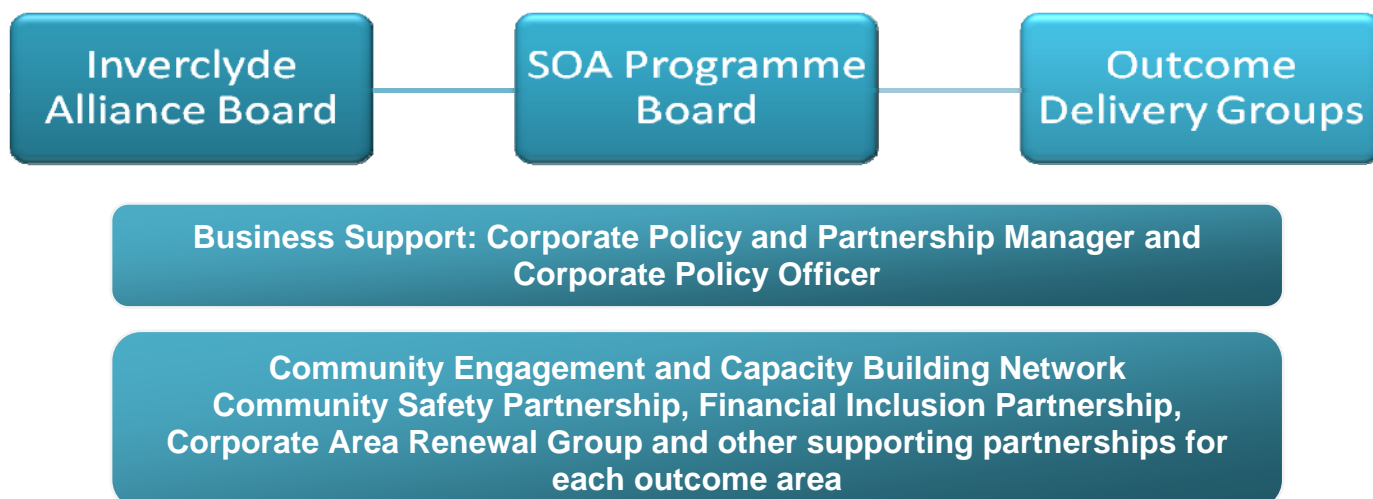 Inverclyde
Alliance Board
SOA Programme
Board
Outcome
Delivery Groups
Business Support: Corporate Policy and Partnership Manager and
Corporate Policy Officer
Community Engagement and Capacity Building Network
Community Safety Partnership, Financial Inclusion Partnership,
Corporate Area Renewal Group and other supporting partnerships for
each outcome area